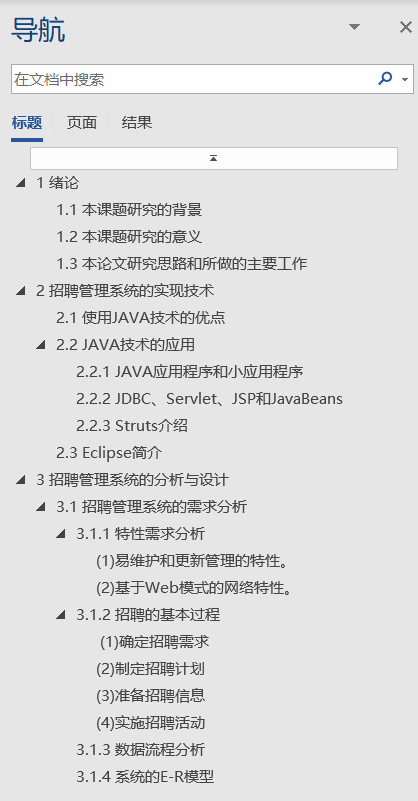 导航
在文档中搜索
标题 页面 结果
1 绪论
1.1 本课题研究的背景
1.2 本课题研究的意义
1.3 本论文研究思路和所做的主要工作
2 招聘管理系统的实现技术
2.1 使用JAVA技术的优点
2.2 JAVA技术的应用
2.2.1 JAVA应用程序和小应用程序
2.2.2 JDBC、Servlet、JSP和JavaBeans
2.2.3 Struts介绍
2.3 Eclipse简介
3 招聘管理系统的分析与设计
3.1 招聘管理系统的需求分析
3.1.1 特性需求分析
(1)易维护和更新管理的特性。
(2)基于Web模式的网络特性。
3.1.2 招聘的基本过程
(1)确定招聘需求
(2)制定招聘计划
(3)准备招聘信息
(4)实施招聘活动
3.1.3 数据流程分析
3.1.4 系统的E-R模型